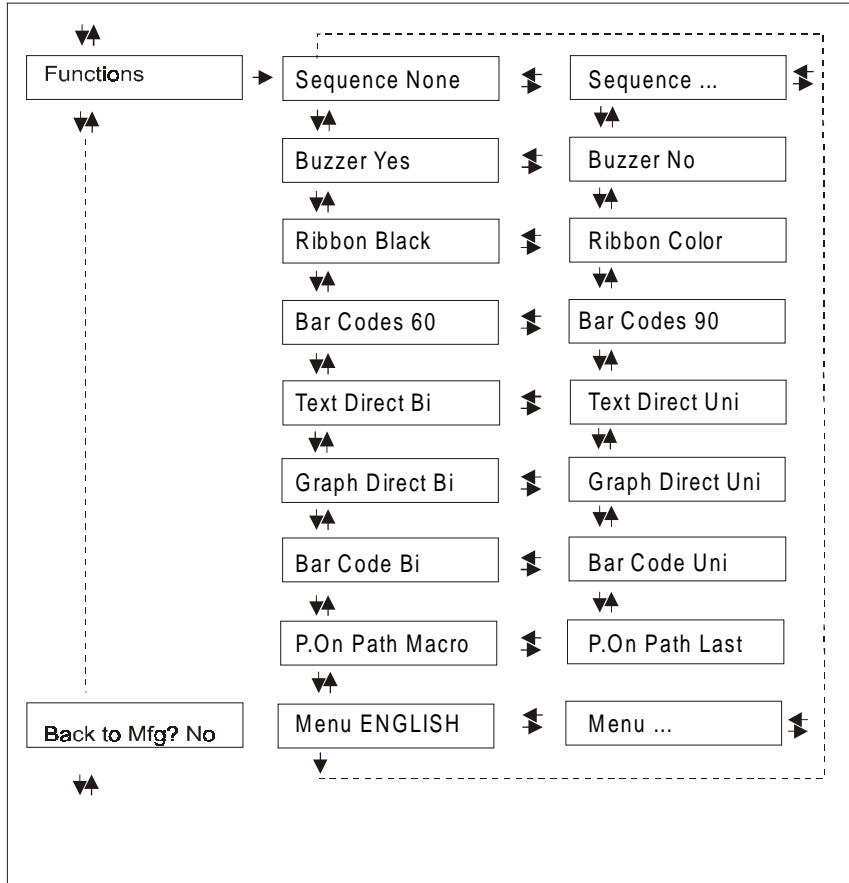 Functions
Sequence None
Sequence ...
Buzzer Yes
Buzzer No
Ribbon Black
Ribbon Color
Bar Codes 60
Bar Codes 90
Text Direct Bi
Text Direct Uni
Graph Direct Bi
Graph Direct Uni
Bar Code Bi
Bar Code Uni
P.On Path Macro
P.On Path Last
Back to Mfg? No
Menu ENGLISH
Menu ...